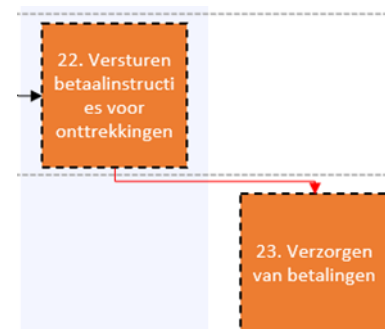 22. Versturen
betaalinstructi
es voor
onttrekkingen
23. Verzorgen
van betalingen